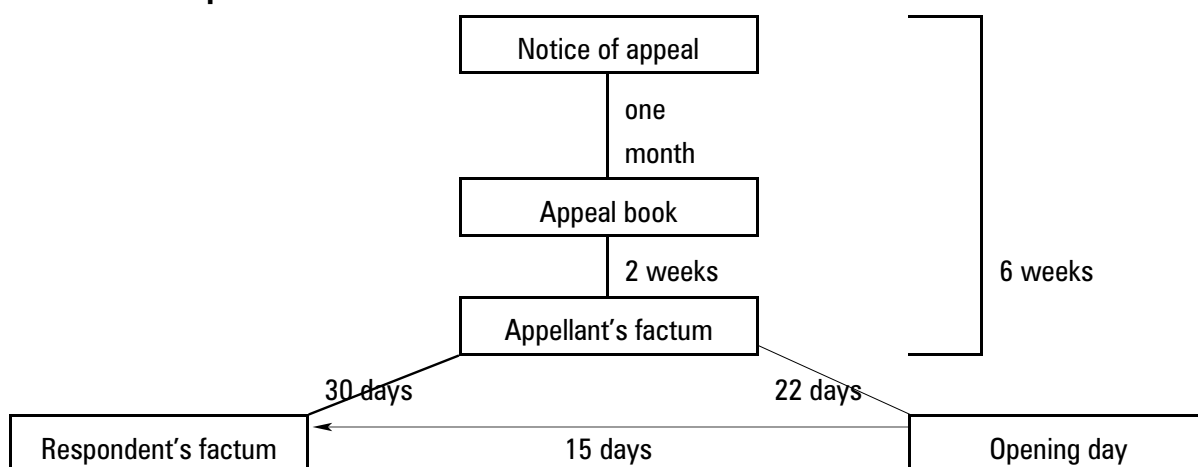 Notice of appeal
one
month
Appeal book
2 weeks
6 weeks
Appellant's factum
30 days
22 days
Respondent's factum
15 days
Opening day